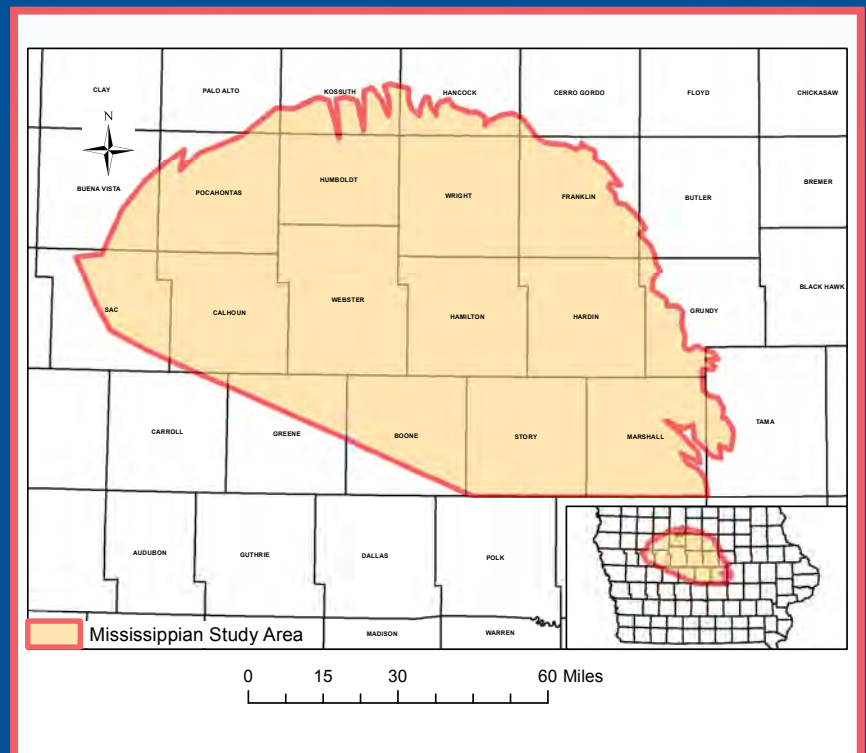 CLAY
PALO ALTO
KOSSUTH
HANCOCK
CERRO GORDO
FLOYD
CHICKASAW
N
BUENA VISTA
POCAHONTAS
HUMBOLDT
WRIGHT
FRANKLIN
BUTLER
BREMER
SAC
CALHOUN
WEBSTER
HAMILTON
HARDIN
GRUNDY
BLACK HAWK
CARROLL
GREENE
BOONE
STORY
MARSHALL
TAMA
AUDUBON
GUTHRIE
DALLAS
POLK
Mississippian Study Area
MADISON
WARREN
0 15 30 60 Miles